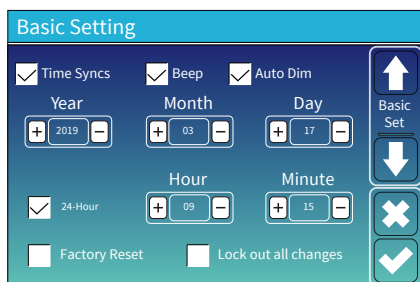 Basic Setting
Time Syncs Beep Auto Dim
Year Month Day
+ 2019 − + 03 − + 17 −
Basic
Set
Hour Minute
24-Hour + 09 − + 15 −
Factory Reset Lock out all changes